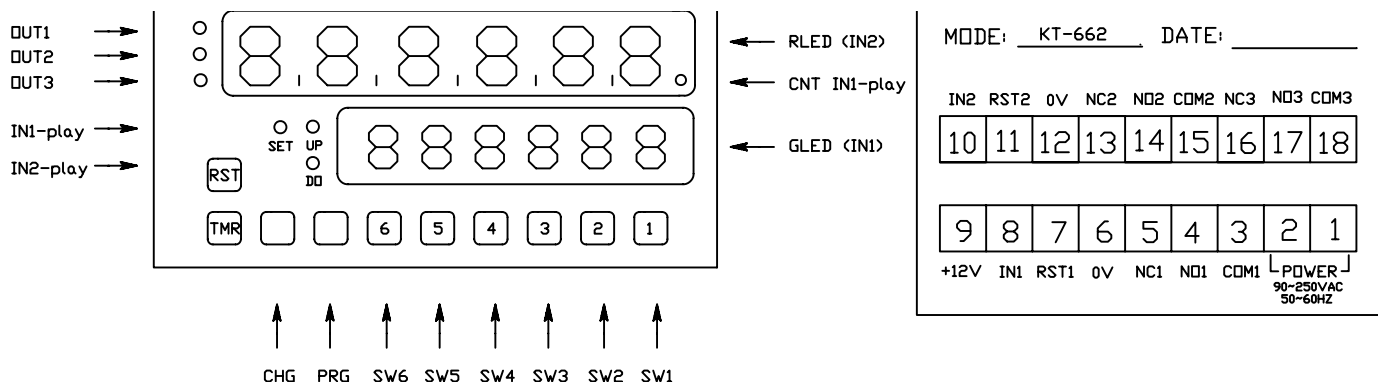 OUT1
OUT2
OUT3
IN1-play
IN2-play
RLED (IN2)
CNT IN1-play
GLED (IN1)
SET UP
DO
RST
TMR 6 5 4 3 2 1
CHG PRG SW6 SW5 SW4 SW3 SW2 SW1
MODE: KT-662 DATE:
IN2 RST2 0V NC2 NO2 COM2 NC3 NO3 COM3
10 11 12 13 14 15 16 17 18
9 8 7 6 5 4 3 2 1
+12V IN1 RST1 0V NC1 NO1 COM1 POWER
90~250VAC
50~60HZ